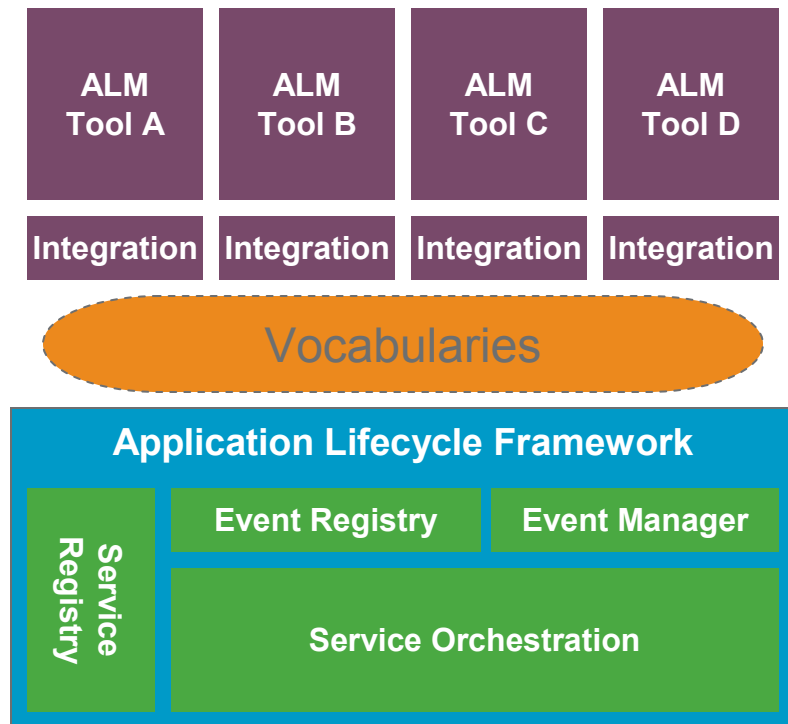 ALM
Tool A
ALM
Tool B
ALM
Tool C
ALM
Tool D
Integration
Integration
Integration
Integration
Vocabularies
Application Lifecycle Framework
Service
Registry
Event Registry
Event Manager
Service Orchestration